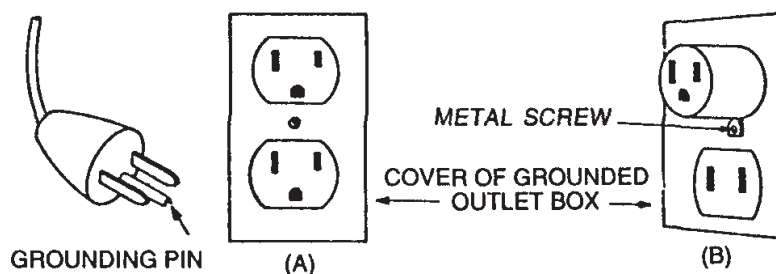 METAL SCREW
COVER OF GROUNDED
OUTLET BOX
GROUNDING PIN
(A)
(B)